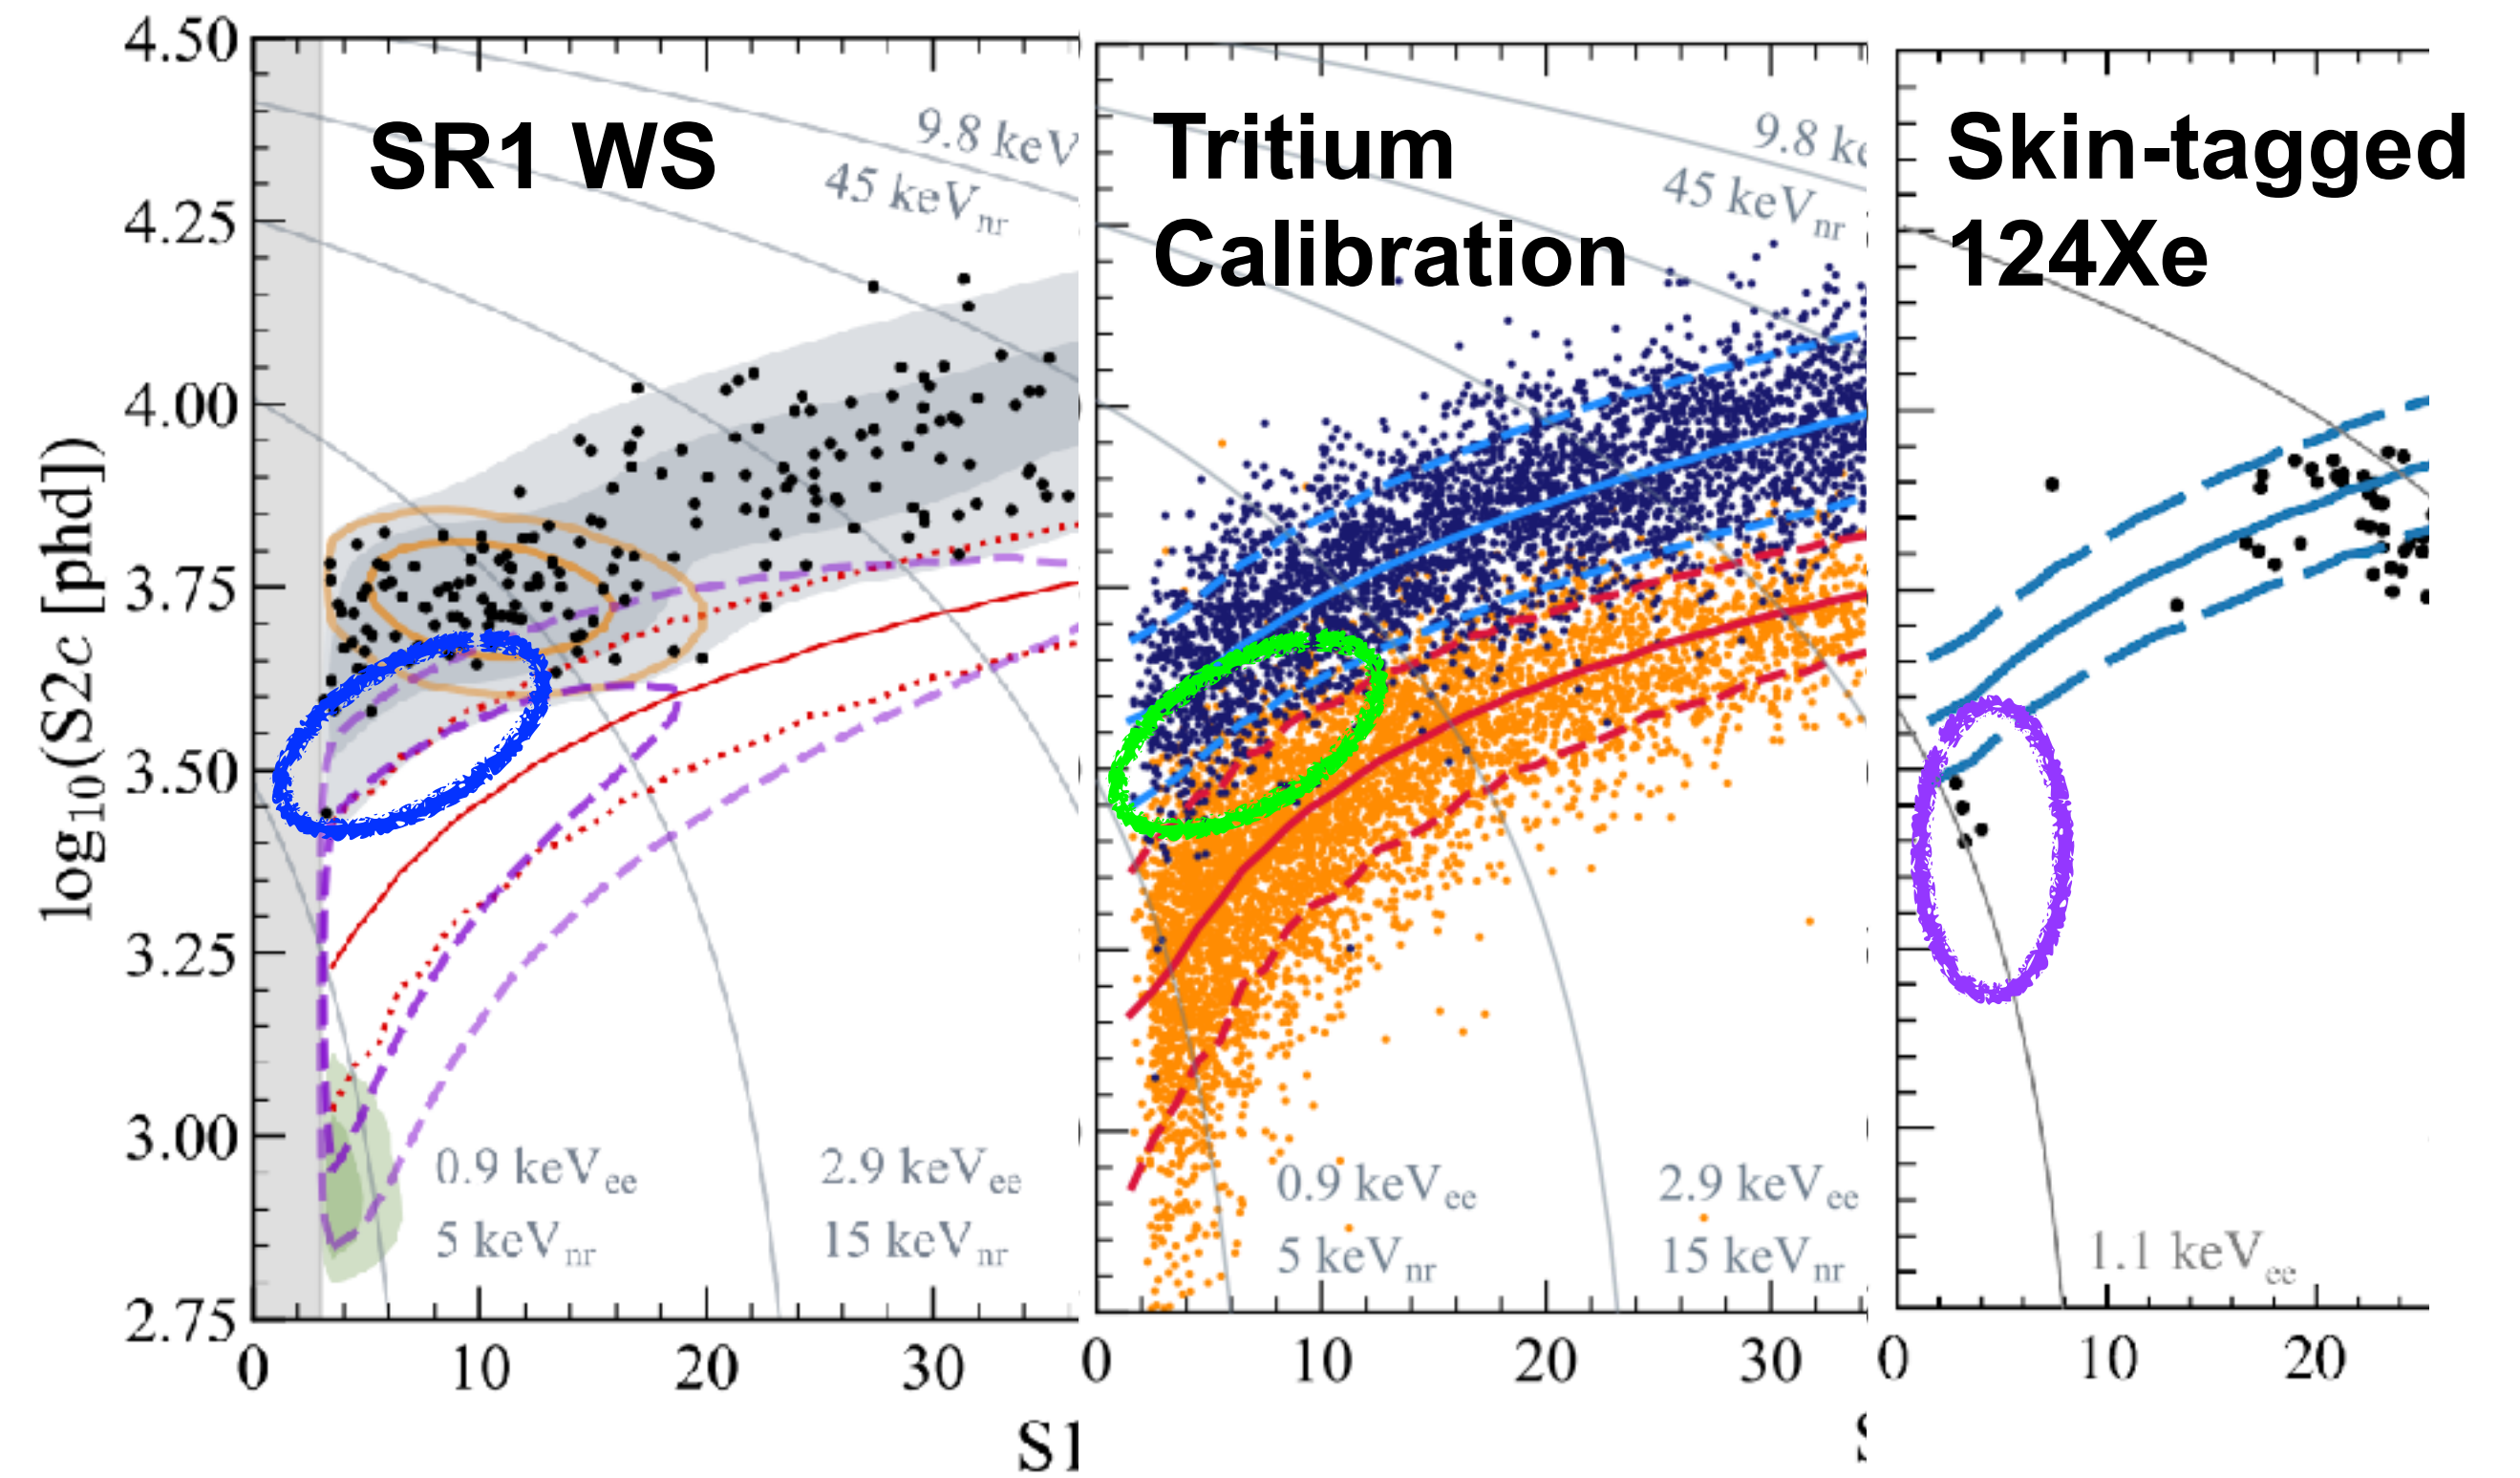 4.50
4.25
4.00
3.75
3.50
3.25
3.00
2.75
log₁₀(S2c [phd])
SR1 WS
9.8 keV
45 keVnr
0.9 keVee
5 keVnr
2.9 keVee
15 keVnr
0 10 20 30
S1
Tritium
Calibration
9.8 ke
45 keVnr
0.9 keVee
5 keVnr
2.9 keVee
15 keVnr
0 10 20 30
Skin-tagged
124Xe
1.1 keVee
0 10 20